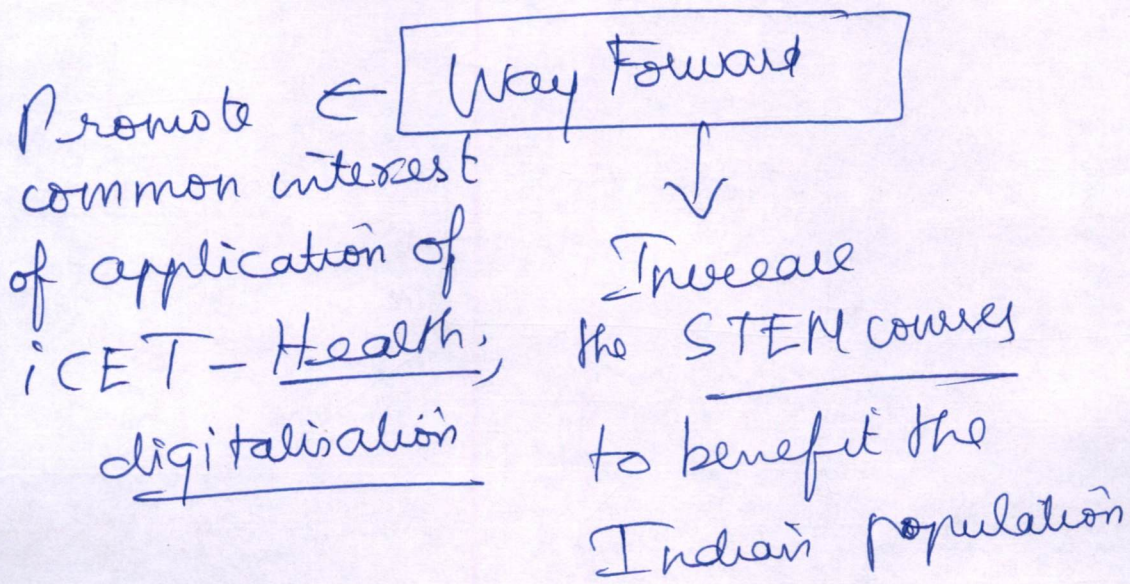 Way Forward
Promote ←
common interest
of application of
iCET - Health,
digitalisation
Increase
the STEM courses
to benefit the
Indian population